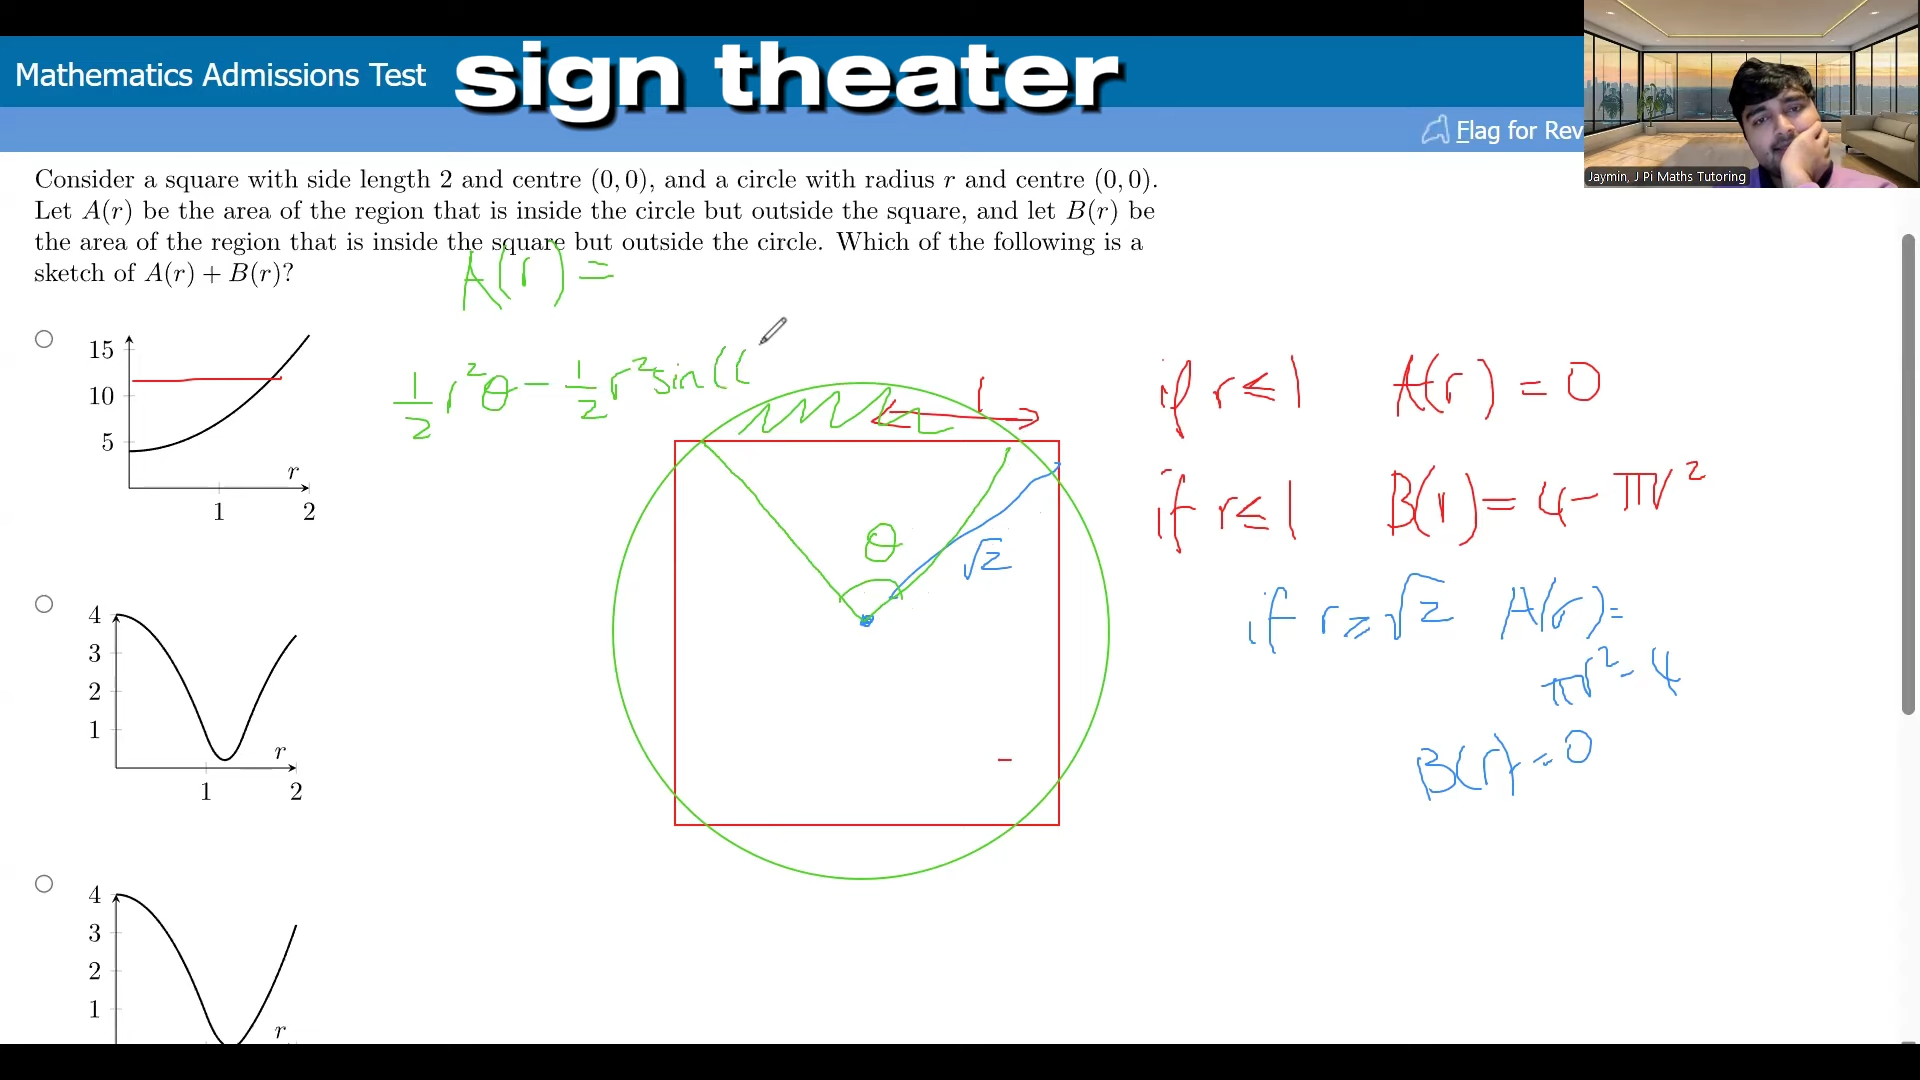 Mathematics Admissions Test
sign theater
Flag for Rev
Jaymin, J Pi Maths Tutoring
Consider a square with side length 2 and centre (0, 0), and a circle with radius r and centre (0, 0).
Let A(r) be the area of the region that is inside the circle but outside the square, and let B(r) be
the area of the region that is inside the square but outside the circle. Which of the following is a
sketch of A(r) + B(r)?
A(r) =
1/2 r²θ - 1/2 r² sin((
15
10
5
r
1 2
4
3
2
1
r
1 2
4
3
2
1
r
1
θ
√2
if r ≤ 1 A(r) = 0
if r ≤ 1 B(r) = 4 - πr²
if r ≥ √2 A(r) =
πr² - 4
B(r) = 0